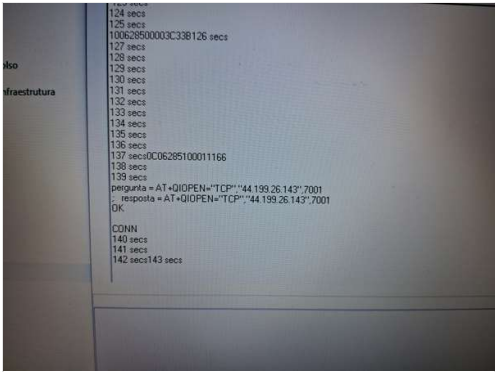 124 secs
125 secs
100628500003C33B126 secs
127 secs
128 secs
129 secs
130 secs
131 secs
132 secs
133 secs
134 secs
135 secs
136 secs
137 secs0C06285100011166
138 secs
139 secs
pergunta = AT+QIOPEN="TCP","44.199.26.143",7001
; resposta = AT+QIOPEN="TCP","44.199.26.143",7001
OK
CONN
140 secs
141 secs
142 secs143 secs
olso
nfraestrutura